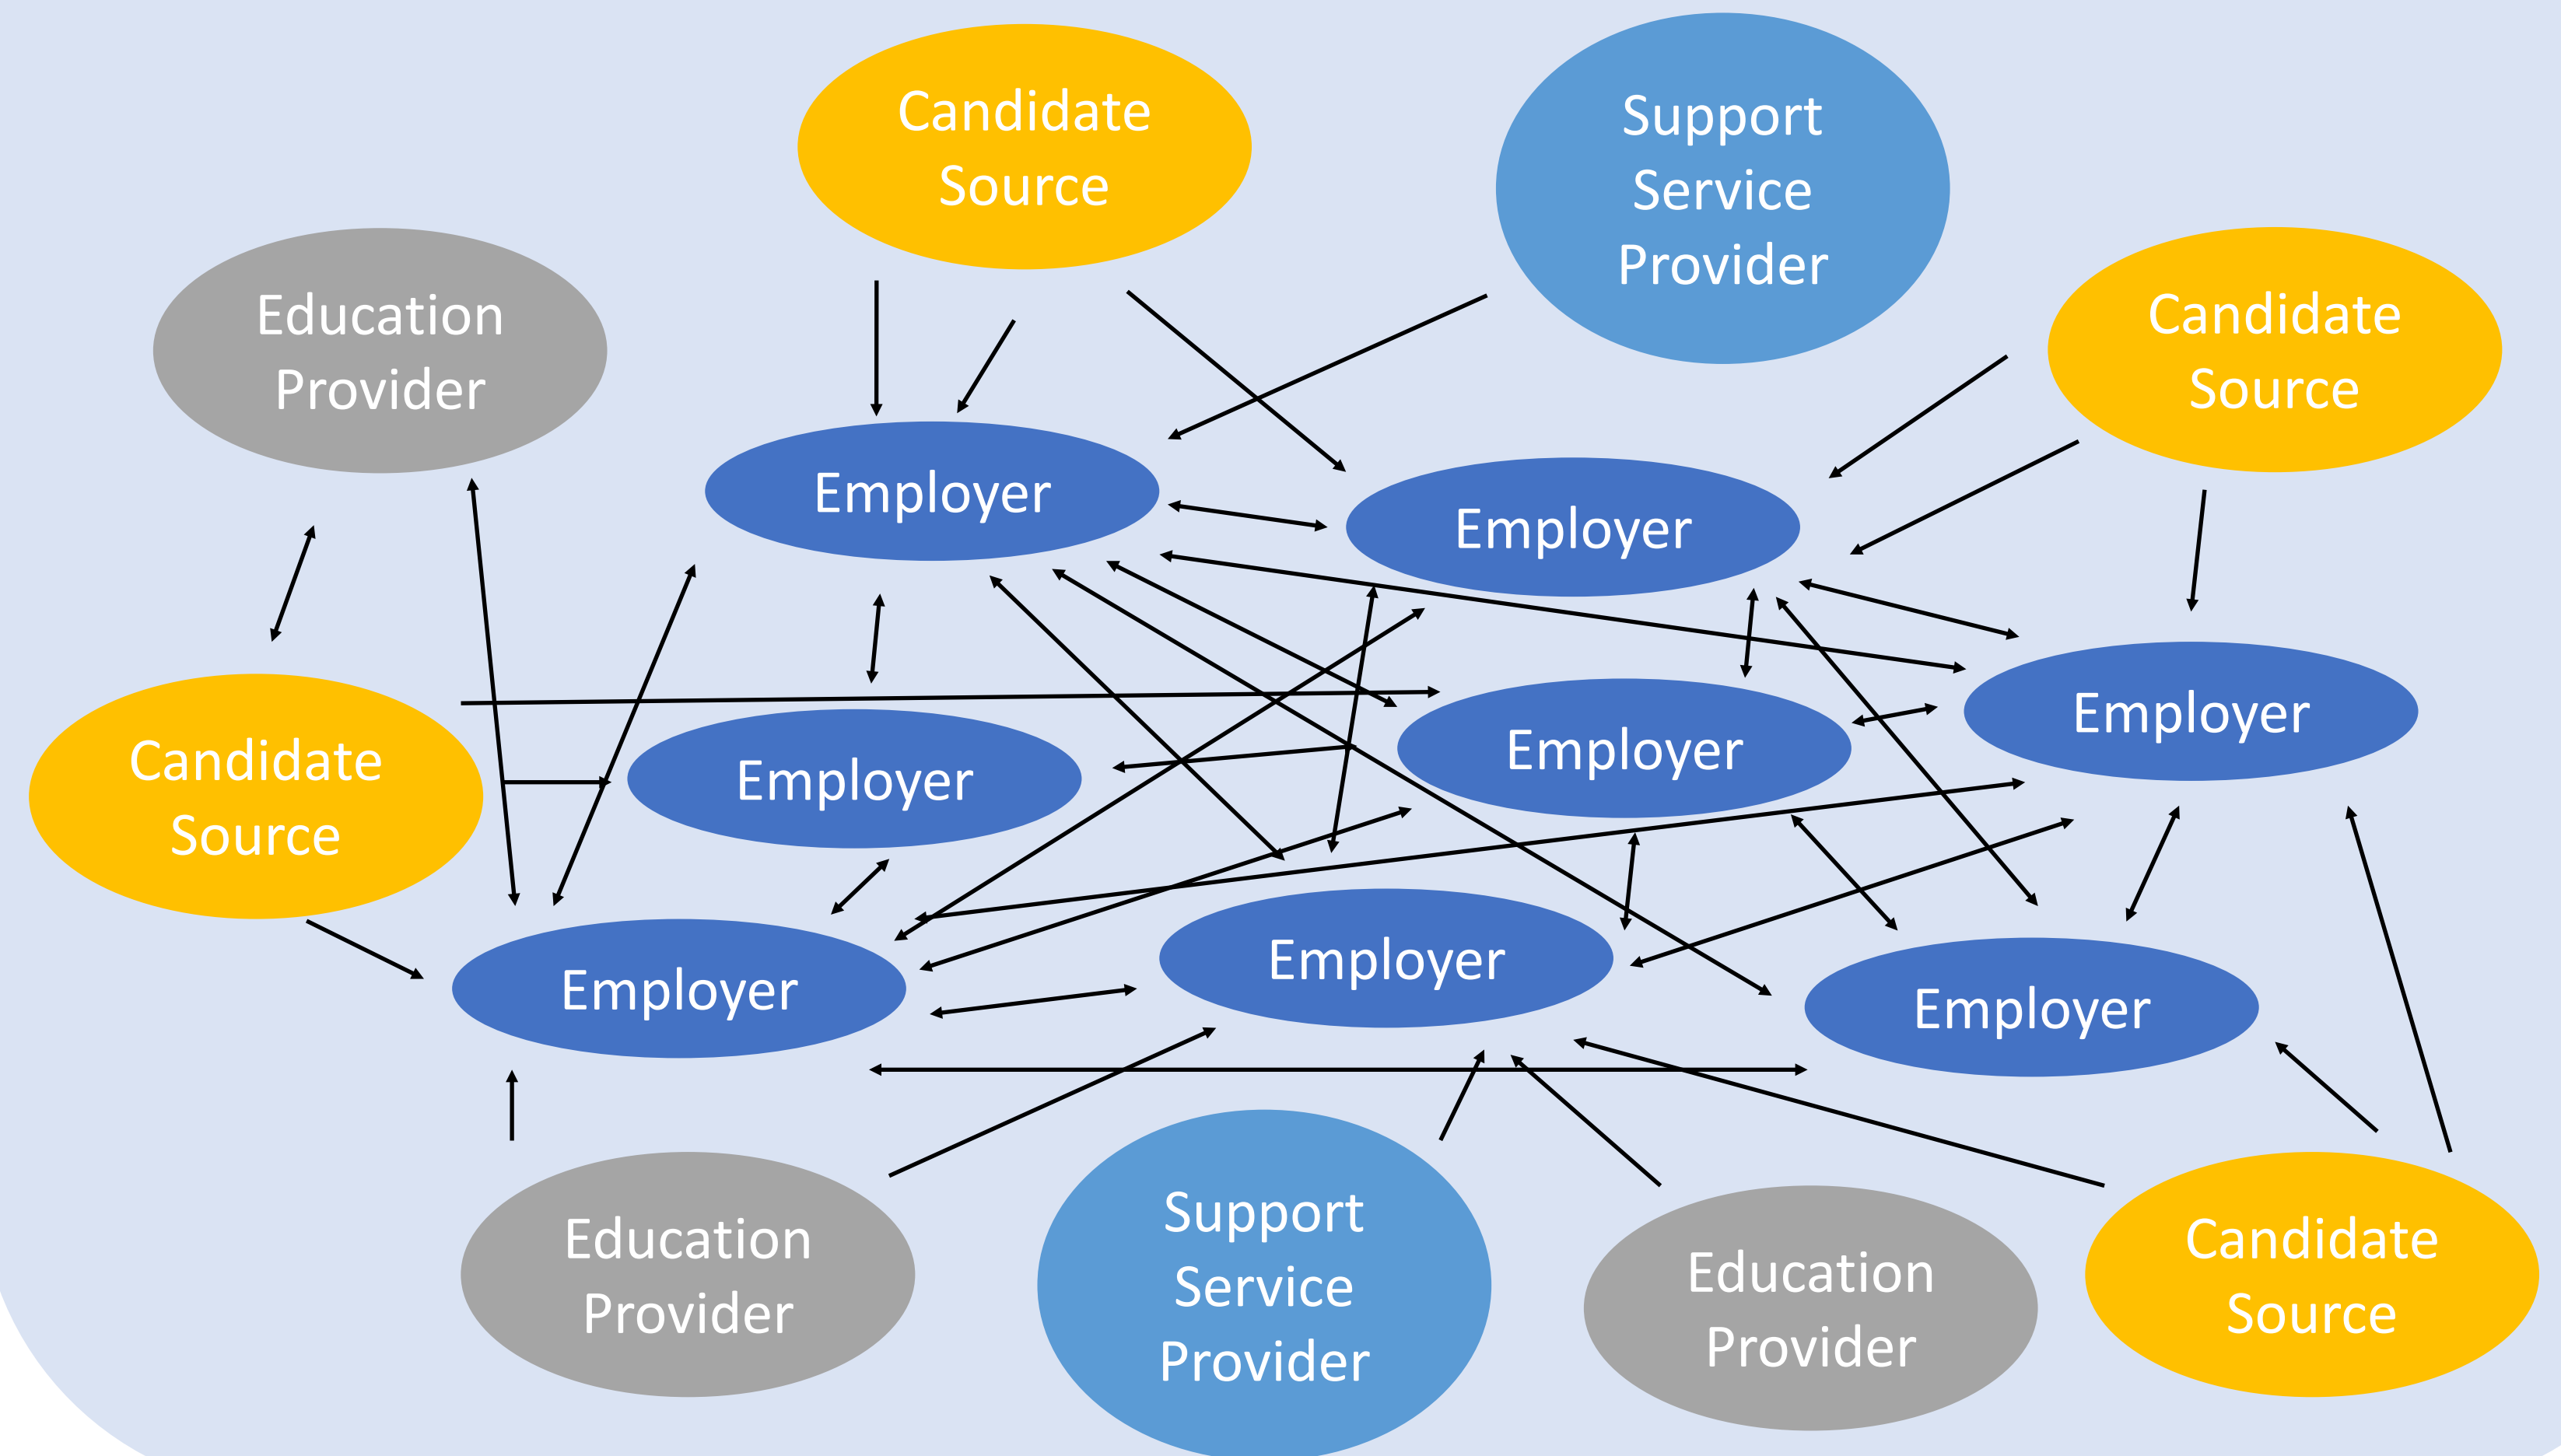 Candidate
Source
Support
Service
Provider
Education
Provider
Candidate
Source
Employer
Employer
Employer
Candidate
Source
Employer
Employer
Employer
Employer
Employer
Education
Provider
Support
Service
Provider
Education
Provider
Candidate
Source